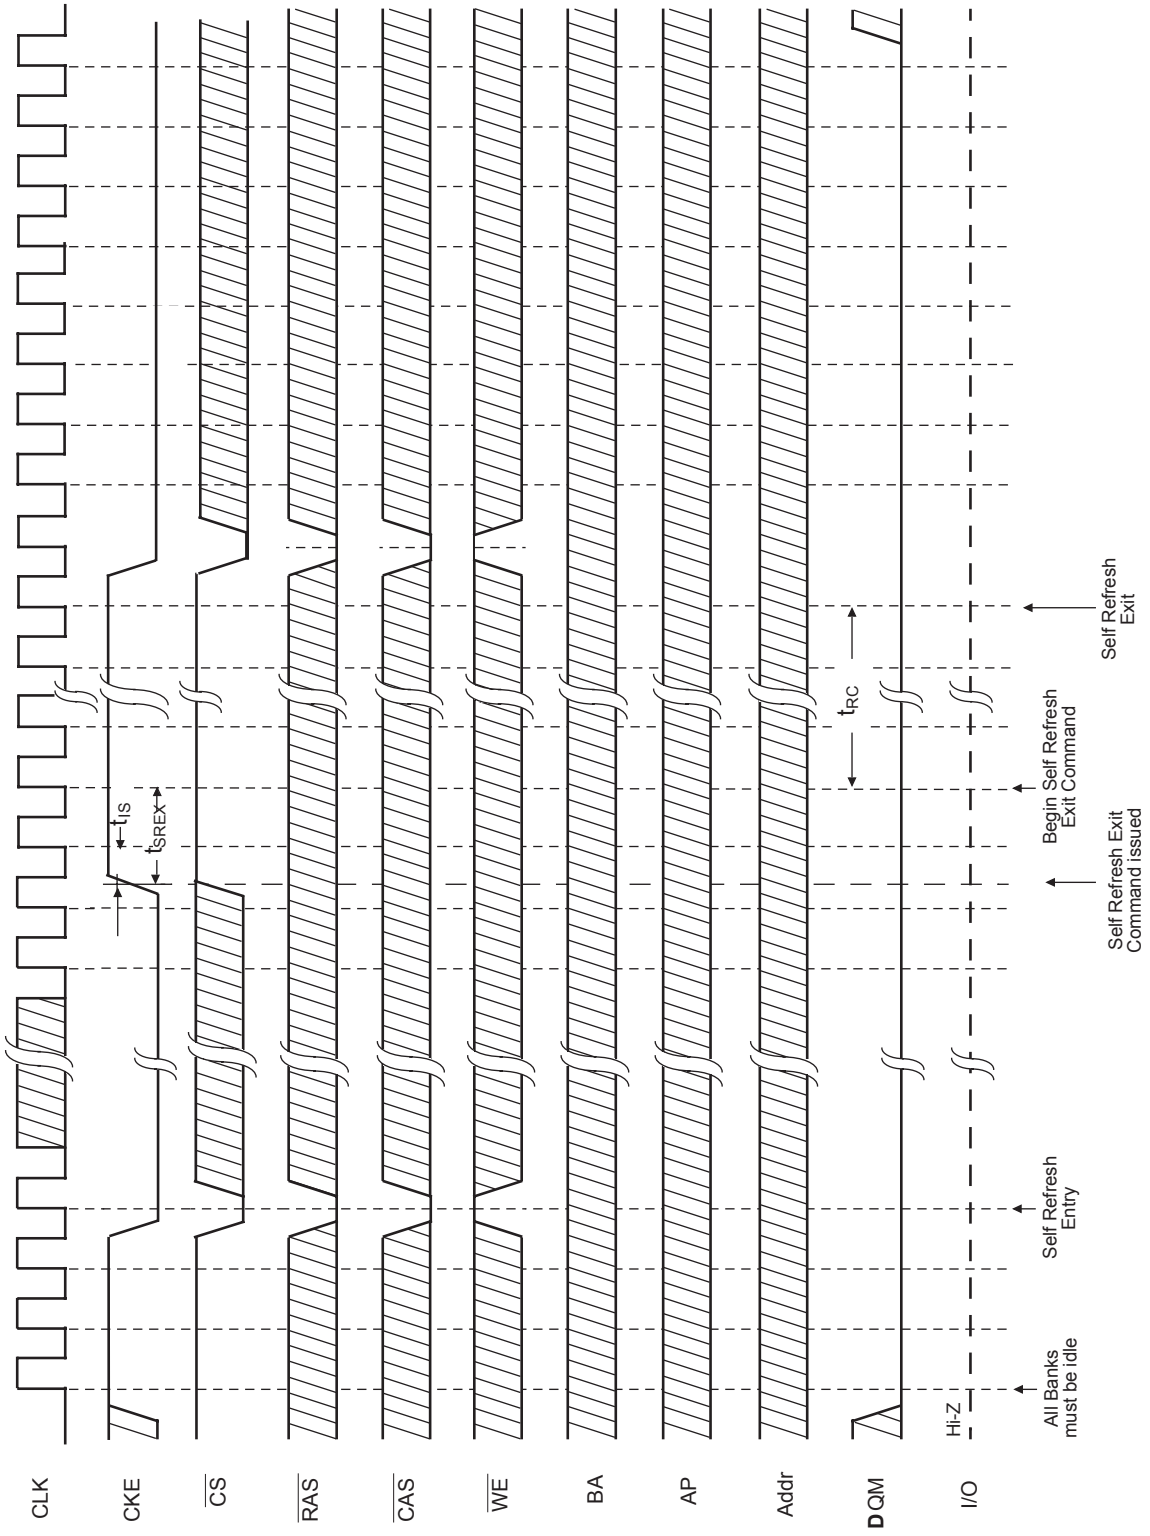 CLK
CKE
CS
RAS
CAS
WE
BA
AP
Addr
DQM
I/O
Hi-Z
tIS
tSREX
tRC
All Banks
must be idle
Self Refresh
Entry
Self Refresh Exit
Command issued
Begin Self Refresh
Exit Command
Self Refresh
Exit